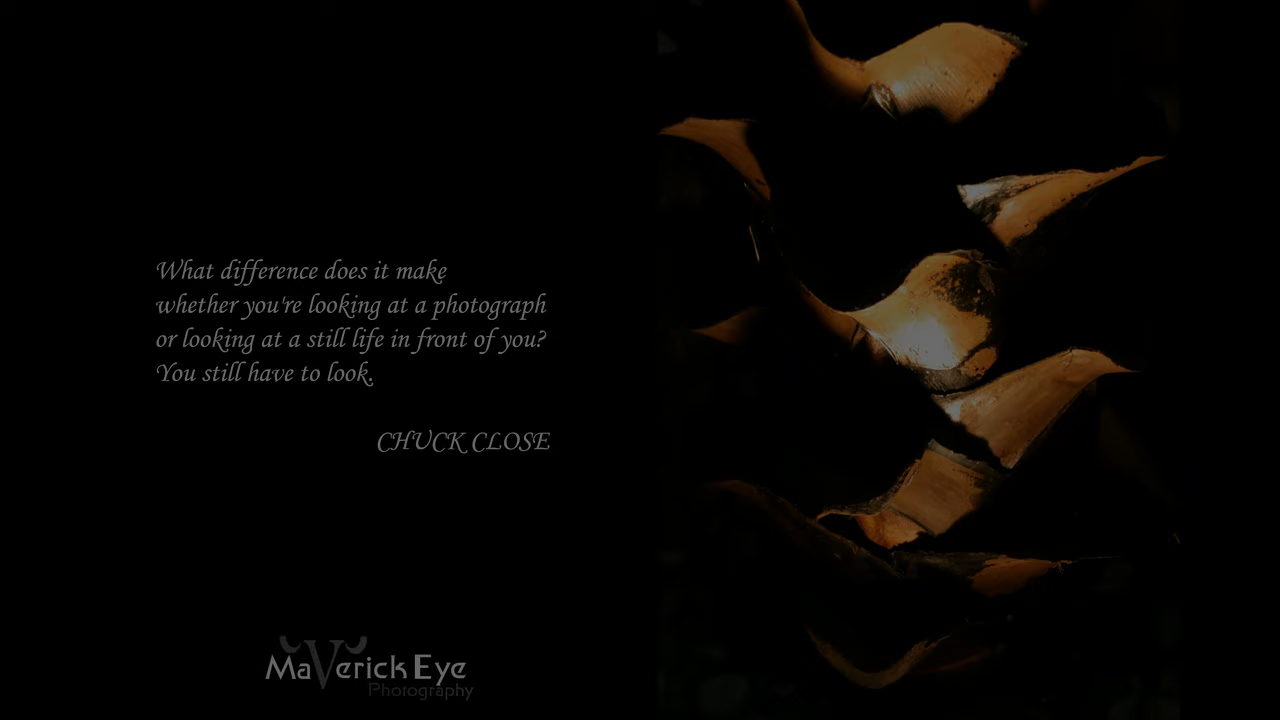 What difference does it make
whether you're looking at a photograph
or looking at a still life in front of you?
You still have to look.
CHUCK CLOSE
MaVerick Eye
Photography